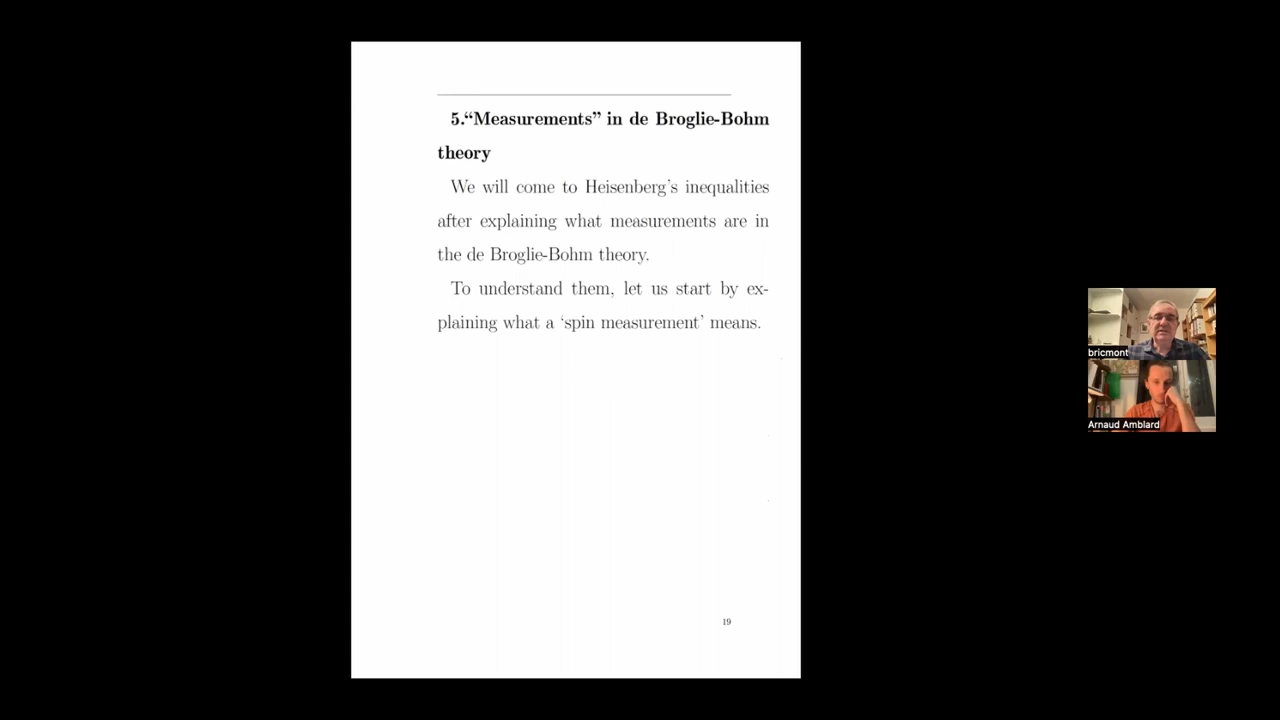 5.“Measurements” in de Broglie-Bohm
theory
We will come to Heisenberg's inequalities
after explaining what measurements are in
the de Broglie-Bohm theory.
To understand them, let us start by ex-
plaining what a ‘spin measurement’ means.
19
bricmont
Arnaud Amblard